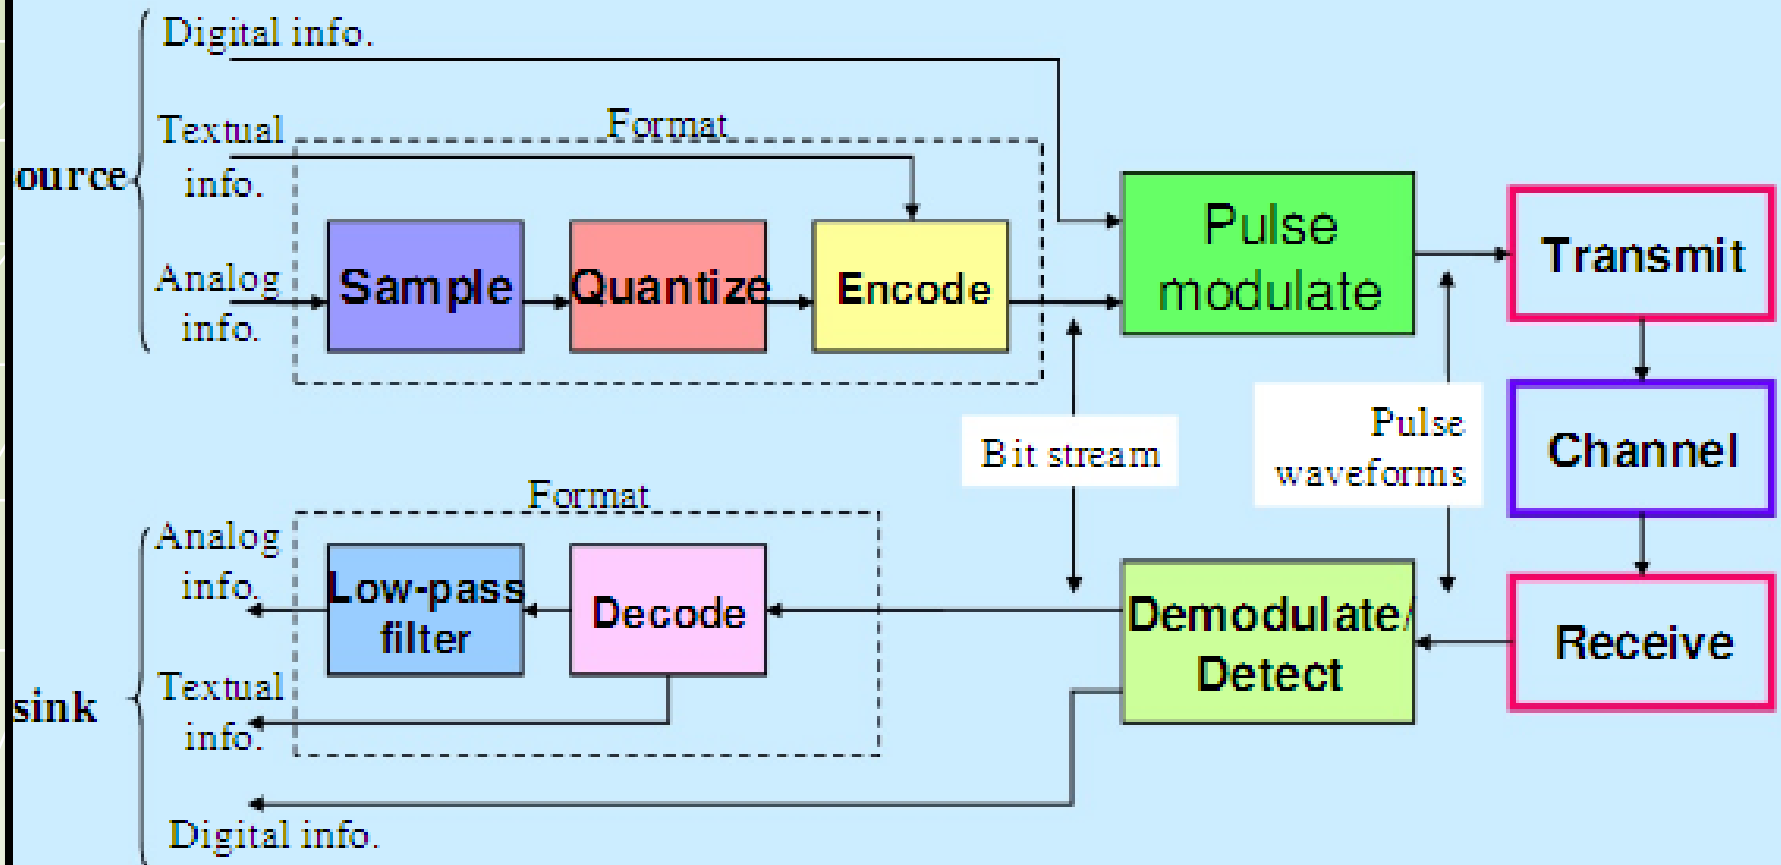 Digital info.
Textual
info.
Format
ource
Analog
info.
Sample
Quantize
Encode
Pulse
modulate
Transmit
Bit stream
Pulse
waveforms
Channel
Format
Analog
info.
Low-pass
filter
Decode
Demodulate/
Detect
Receive
sink
Textual
info.
Digital info.